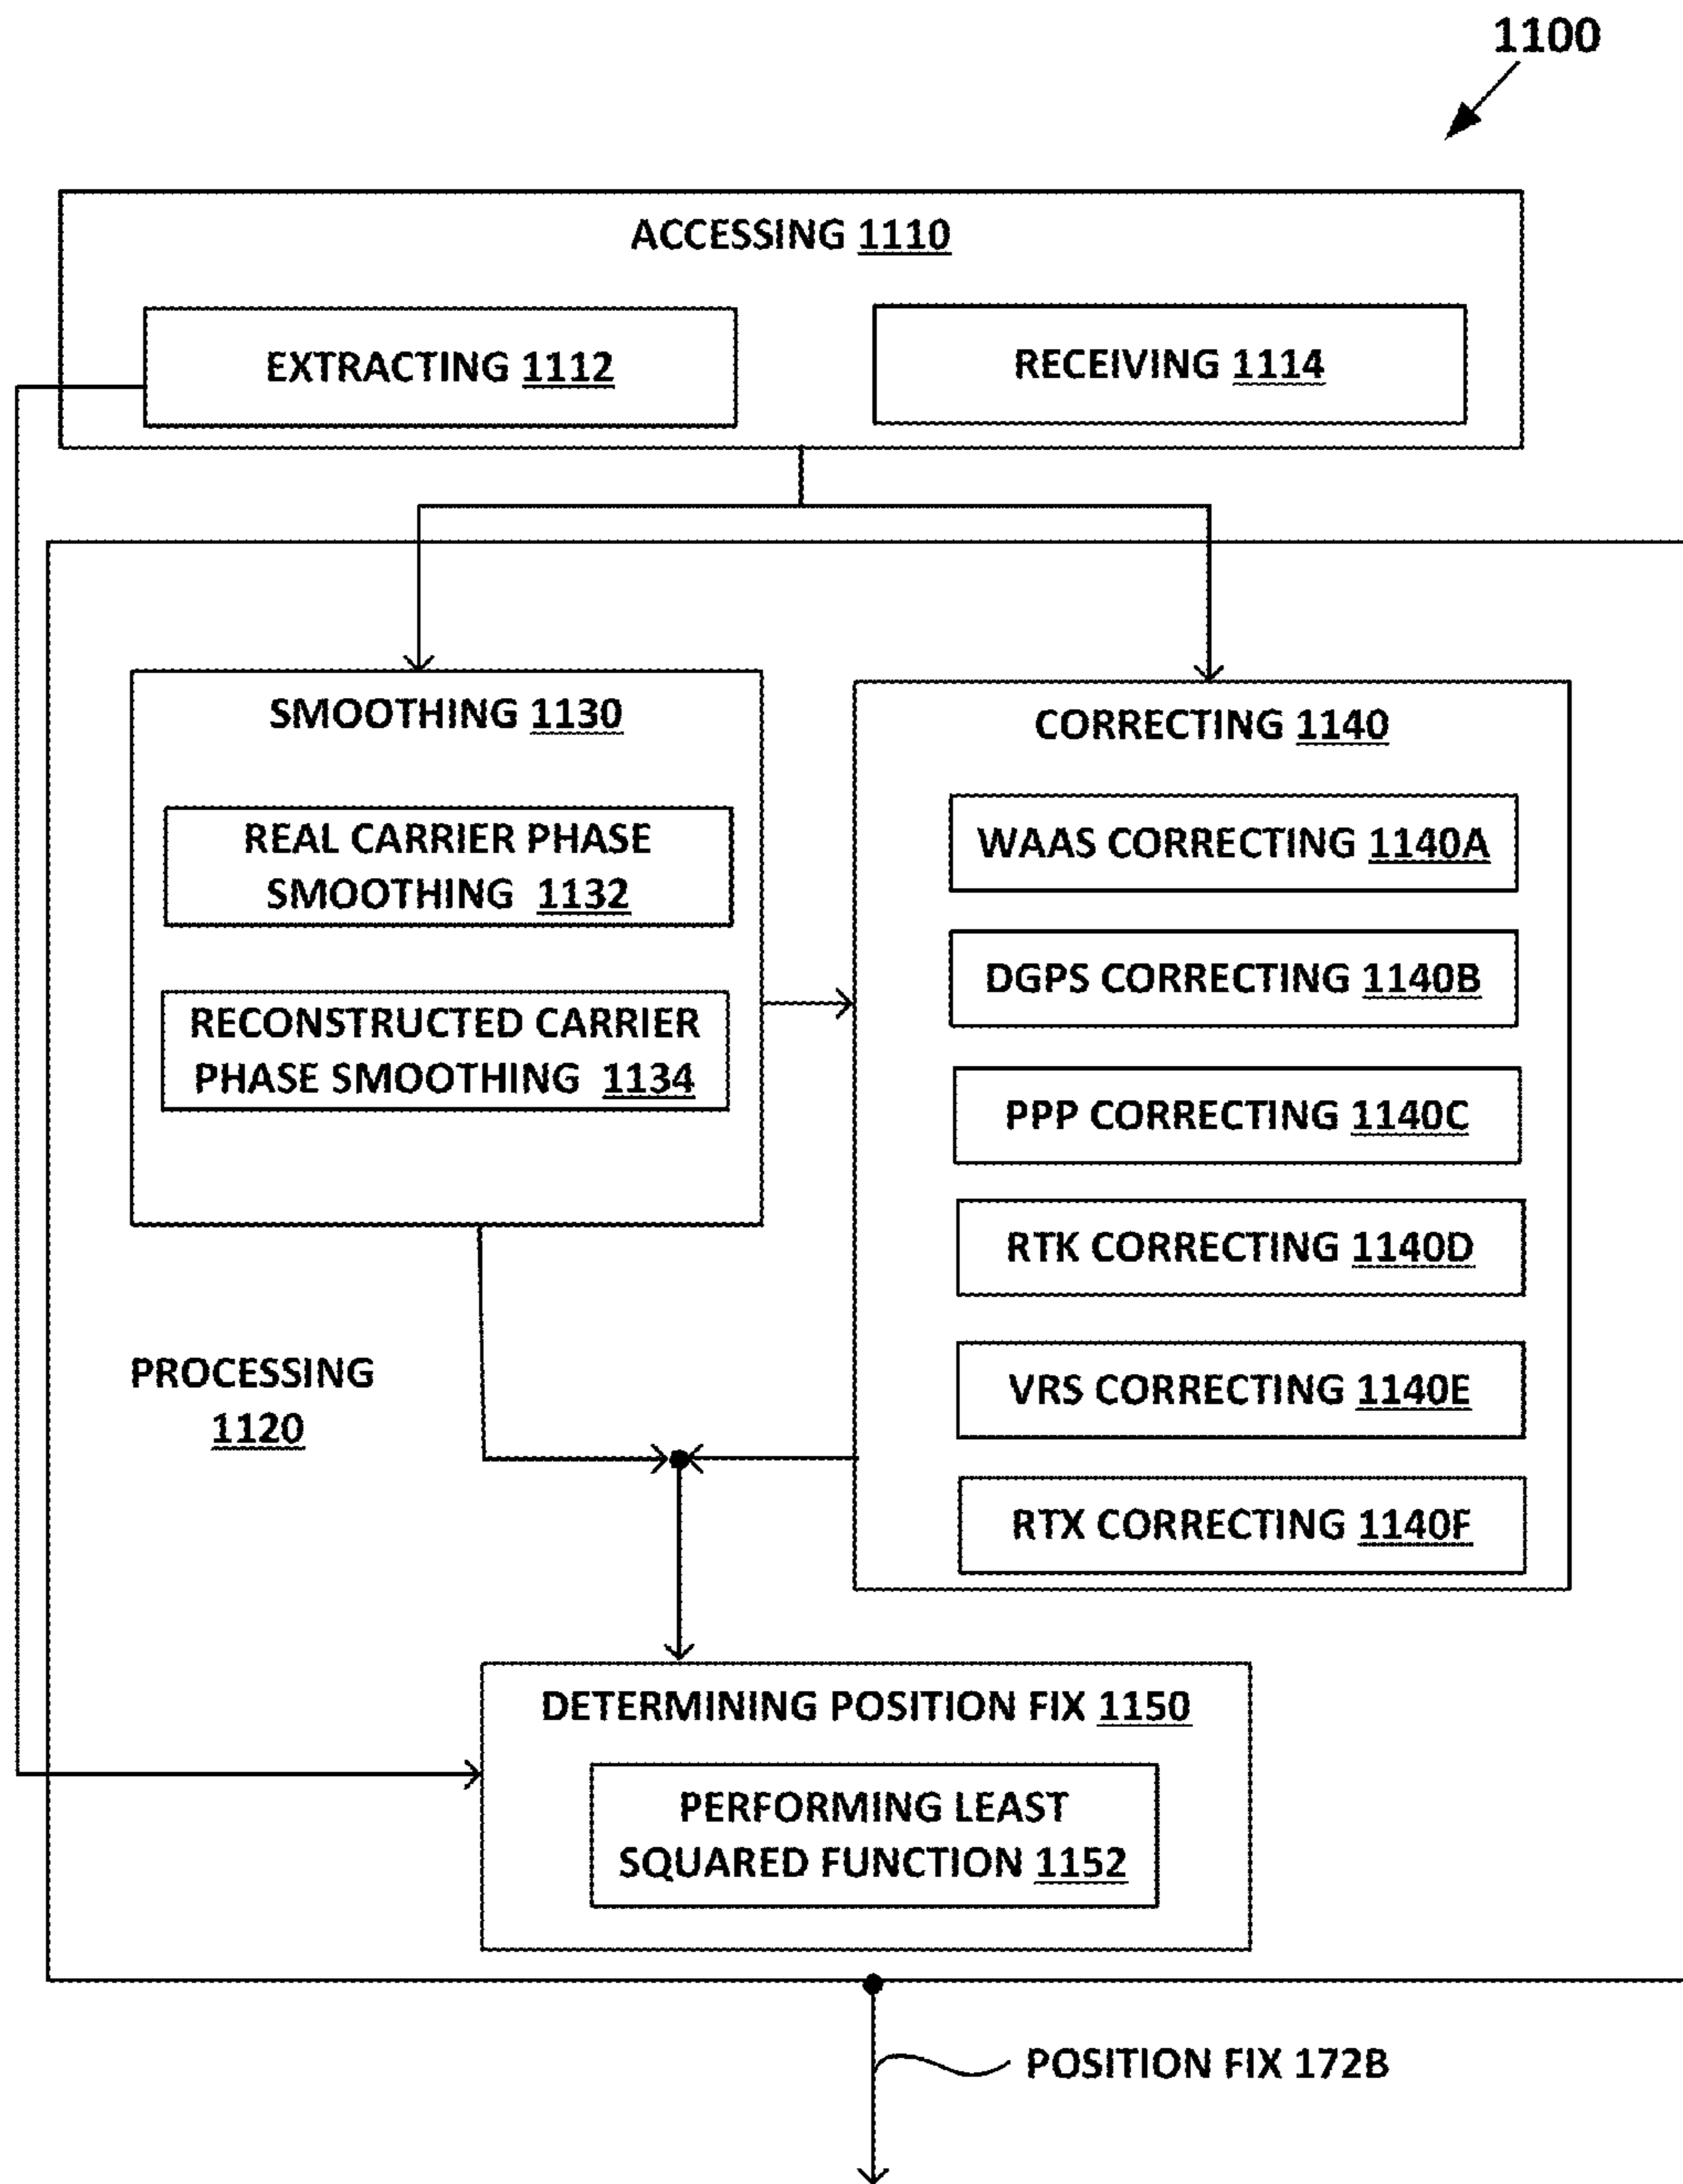 1100
ACCESSING 1110
EXTRACTING 1112
RECEIVING 1114
SMOOTHING 1130
REAL CARRIER PHASE
SMOOTHING 1132
RECONSTRUCTED CARRIER
PHASE SMOOTHING 1134
CORRECTING 1140
WAAS CORRECTING 1140A
DGPS CORRECTING 1140B
PPP CORRECTING 1140C
RTK CORRECTING 1140D
VRS CORRECTING 1140E
RTX CORRECTING 1140F
PROCESSING
1120
DETERMINING POSITION FIX 1150
PERFORMING LEAST
SQUARED FUNCTION 1152
POSITION FIX 172B